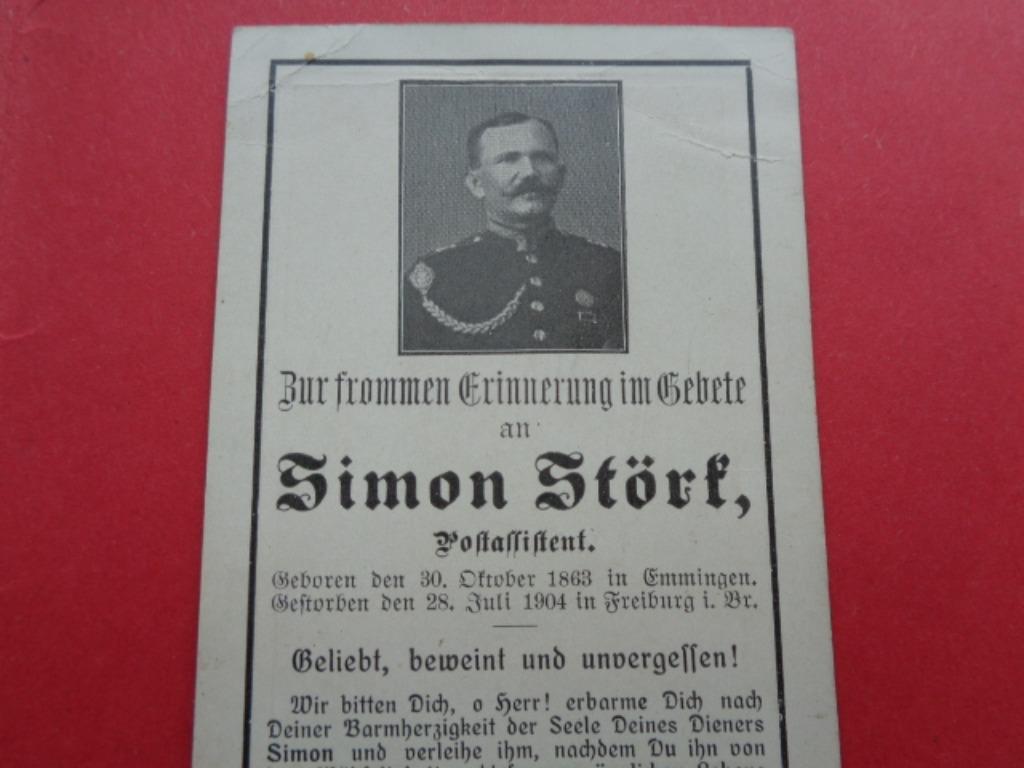 Zur frommen Erinnerung im Gebete
an
Simon Störk,
Postassistent.
Geboren den 30. Oktober 1863 in Emmingen.
Gestorben den 28. Juli 1904 in Freiburg i. Br.
Geliebt, beweint und unvergessen!
Wir bitten Dich, o Herr! erbarme Dich nach
Deiner Barmherzigkeit der Seele Deines Dieners
Simon und verleihe ihm, nachdem Du ihn von